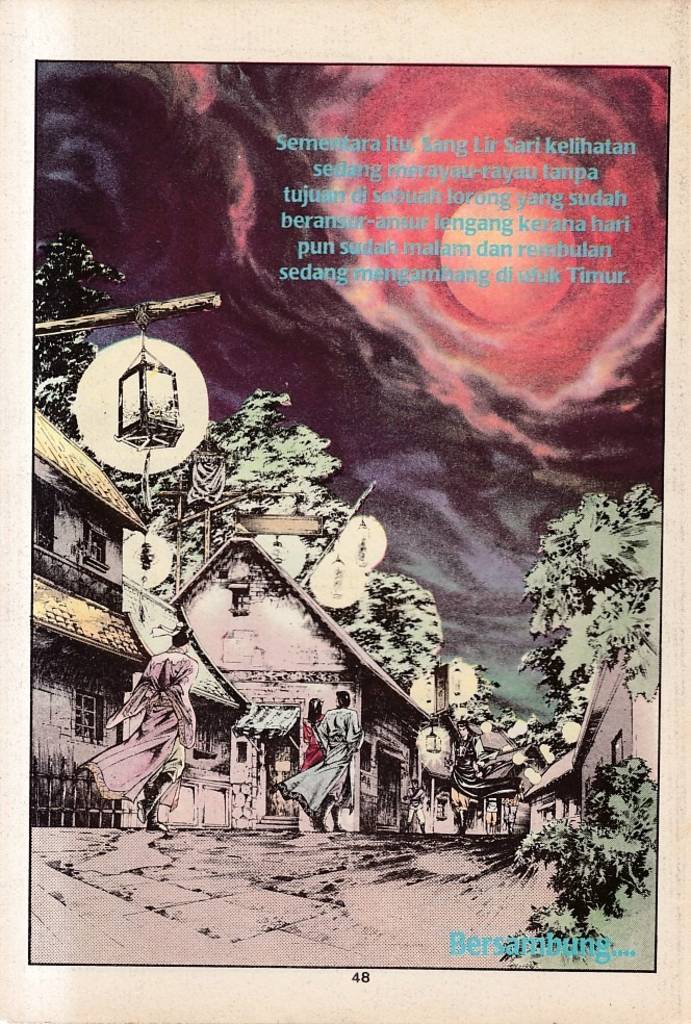 Sementara itu, Sang Lir Sari kelihatan
sedang merayau-rayau tanpa
tujuan di sebuah lorong yang sudah
beransur-ansur lengang kerana hari
pun sudah malam dan rembulan
sedang mengambang di ufuk Timur.
Bersambung....
48